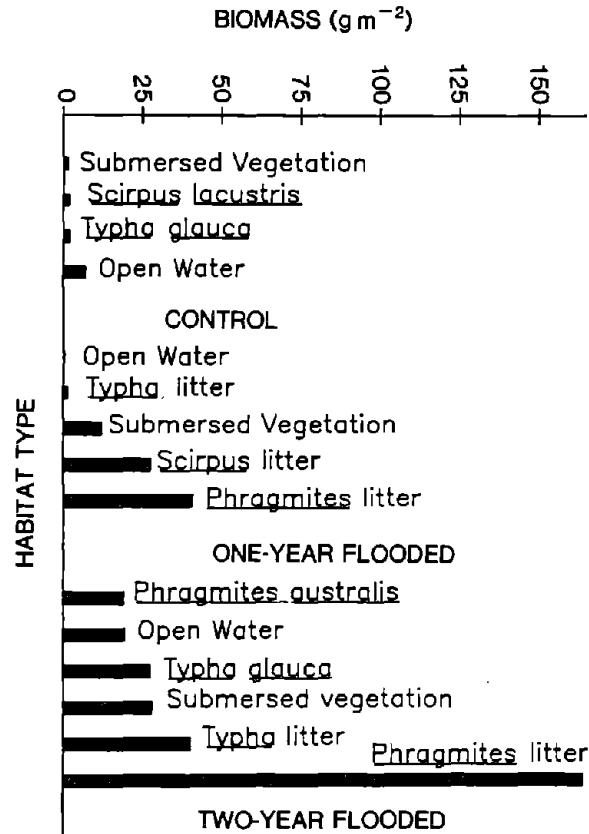 BIOMASS (g m⁻²)
0 25 50 75 100 125 150
Submersed Vegetation
Scirpus lacustris
Typha glauca
Open Water
CONTROL
Open Water
Typha litter
Submersed Vegetation
Scirpus litter
Phragmites litter
ONE-YEAR FLOODED
Phragmites australis
Open Water
Typha glauca
Submersed vegetation
Typha litter
Phragmites litter
TWO-YEAR FLOODED
HABITAT TYPE